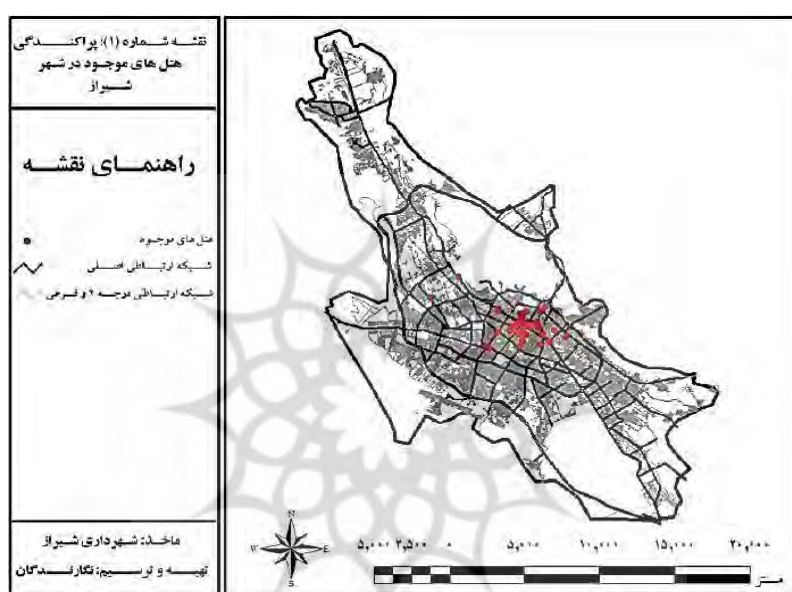 نقشه شماره (۱): پراکندگی
هتل های موجود در شهر
شیراز
راهنمای نقشه
هتل های موجود
شبکه ارتباطی اصلی
شبکه ارتباطی درجه ۲ و فرعی
ماخذ: شهرداری شیراز
تهیه و ترسیم: نگارندگان
N
W E
S
۵,۰۰۰ ۲,۵۰۰ ۰ ۵,۰۰۰ ۱۰,۰۰۰ ۱۵,۰۰۰ ۲۰,۰۰۰
متر